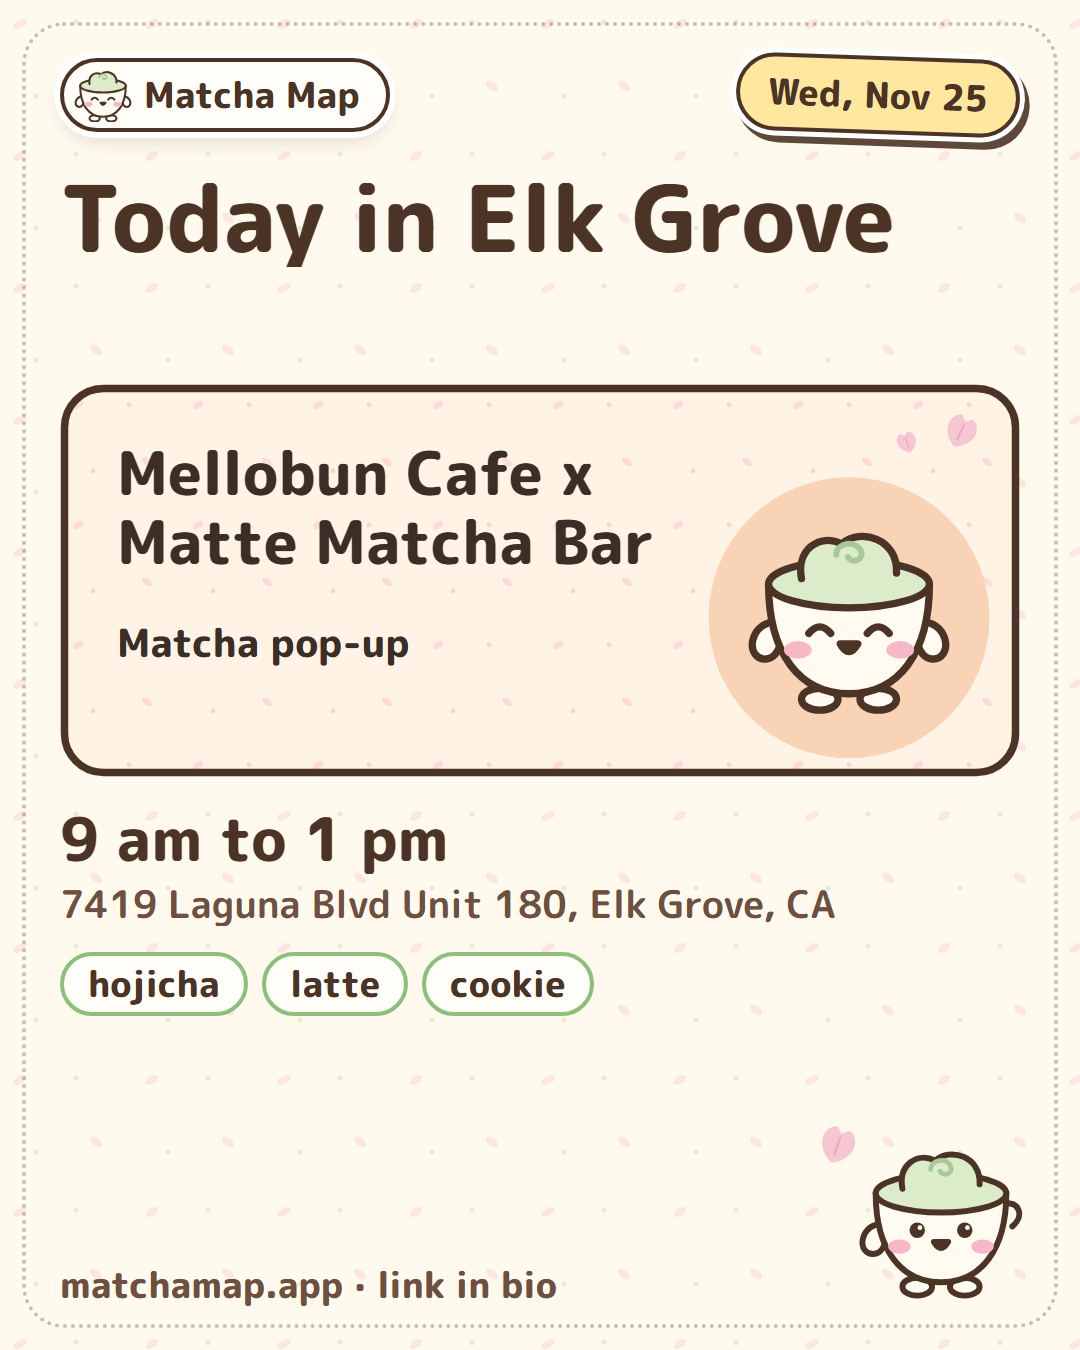 Matcha Map
Wed, Nov 25
Today in Elk Grove
Mellobun Cafe x
Matte Matcha Bar
Matcha pop-up
9 am to 1 pm
7419 Laguna Blvd Unit 180, Elk Grove, CA
hojicha
latte
cookie
matchamap.app · link in bio